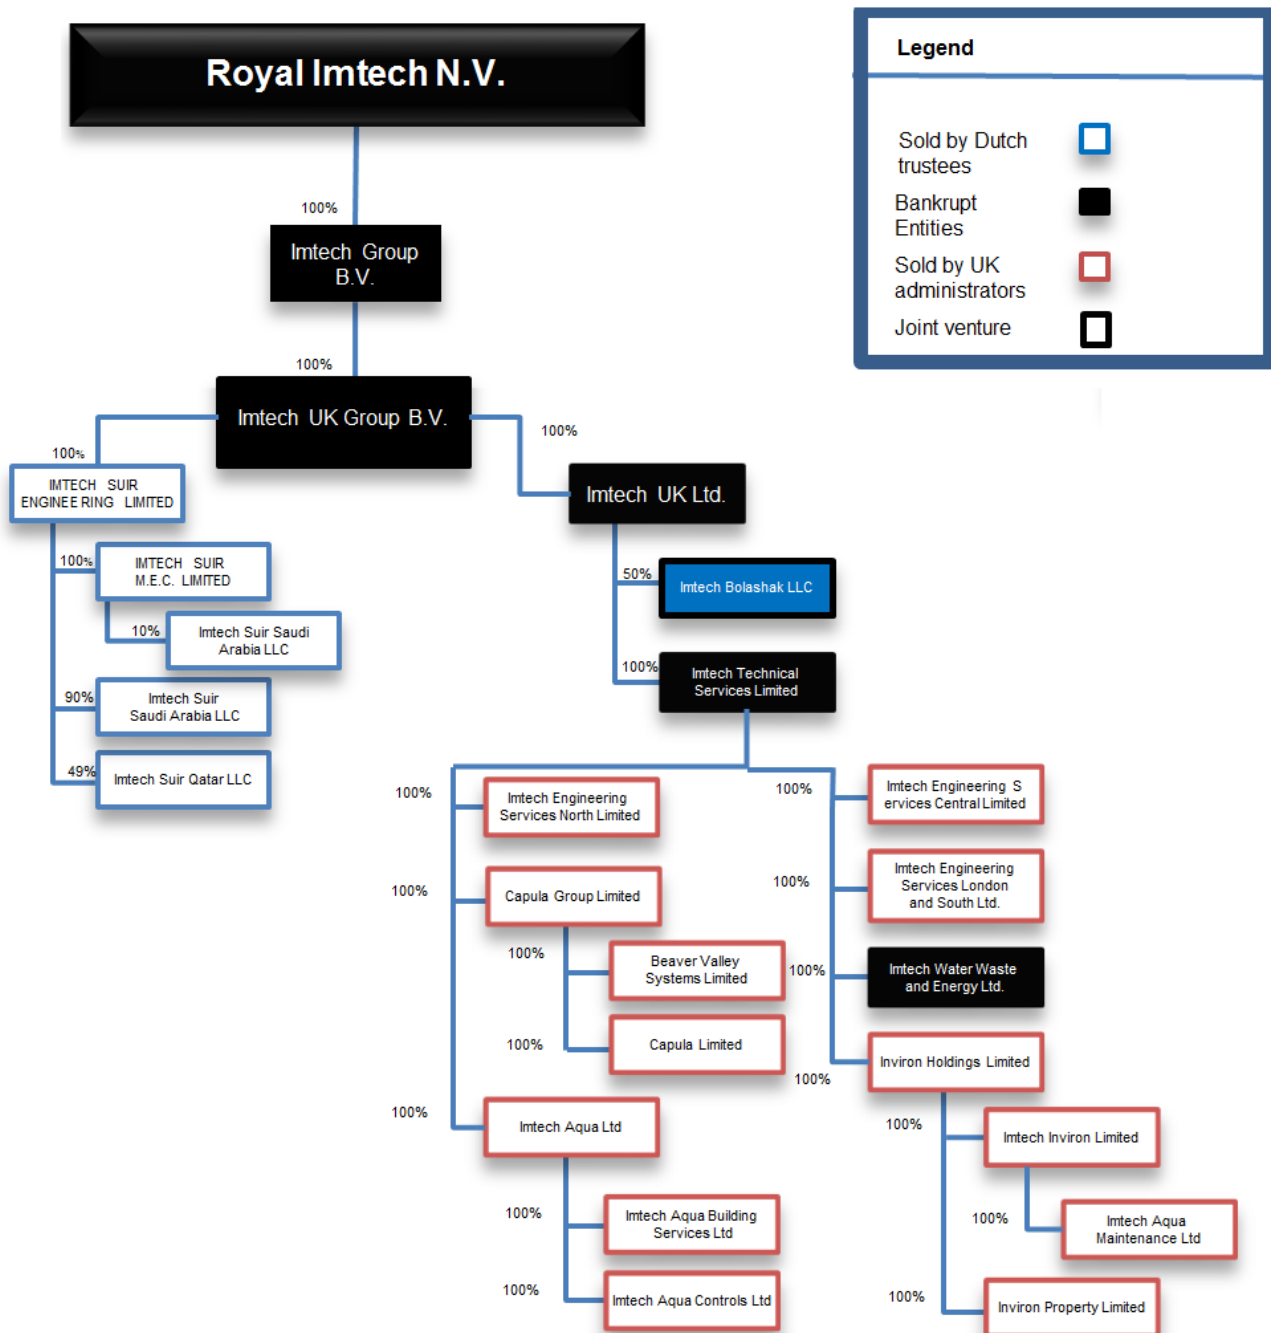 Royal Imtech N.V.
Legend
Sold by Dutch
trustees
Bankrupt
Entities
Sold by UK
administrators
Joint venture
100%
Imtech Group
B.V.
100%
Imtech UK Group B.V.
100%
IMTECH SUIR
ENGINEERING LIMITED
100%
IMTECH SUIR
M.E.C. LIMITED
10%
Imtech Suir Saudi
Arabia LLC
90%
Imtech Suir
Saudi Arabia LLC
49%
Imtech Suir Qatar LLC
100%
Imtech UK Ltd.
50%
Imtech Bolashak LLC
100%
Imtech Technical
Services Limited
100%
Imtech Engineering
Services North Limited
100%
Capula Group Limited
100%
Beaver Valley
Systems Limited
100%
Capula Limited
100%
Imtech Aqua Ltd
100%
Imtech Aqua Building
Services Ltd
100%
Imtech Aqua Controls Ltd
100%
Imtech Engineering S
ervices Central Limited
100%
Imtech Engineering
Services London
and South Ltd.
100%
Imtech Water Waste
and Energy Ltd.
100%
Inviron Holdings Limited
100%
Imtech Inviron Limited
100%
Imtech Aqua
Maintenance Ltd
100%
Inviron Property Limited